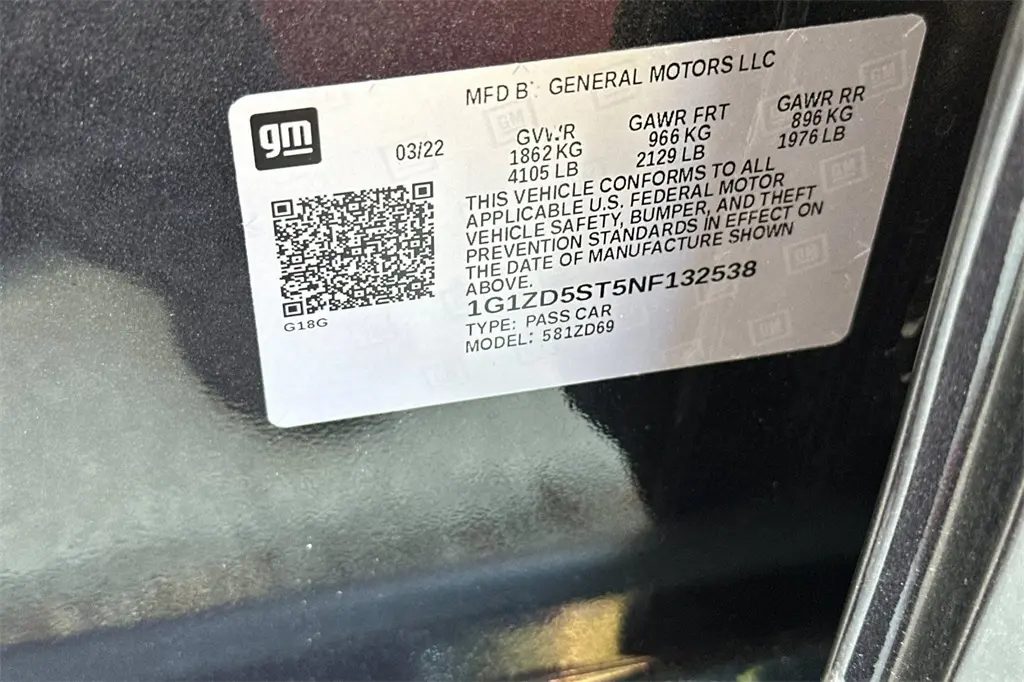 MFD B GENERAL MOTORS LLC
gm
03/22
GVWR GAWR FRT GAWR RR
1862 KG 966 KG 896 KG
4105 LB 2129 LB 1976 LB
THIS VEHICLE CONFORMS TO ALL
APPLICABLE U.S. FEDERAL MOTOR
VEHICLE SAFETY, BUMPER, AND THEFT
PREVENTION STANDARDS IN EFFECT ON
THE DATE OF MANUFACTURE SHOWN
ABOVE.
1G1ZD5ST5NF132538
TYPE: PASS CAR
MODEL: 581ZD69
G18G